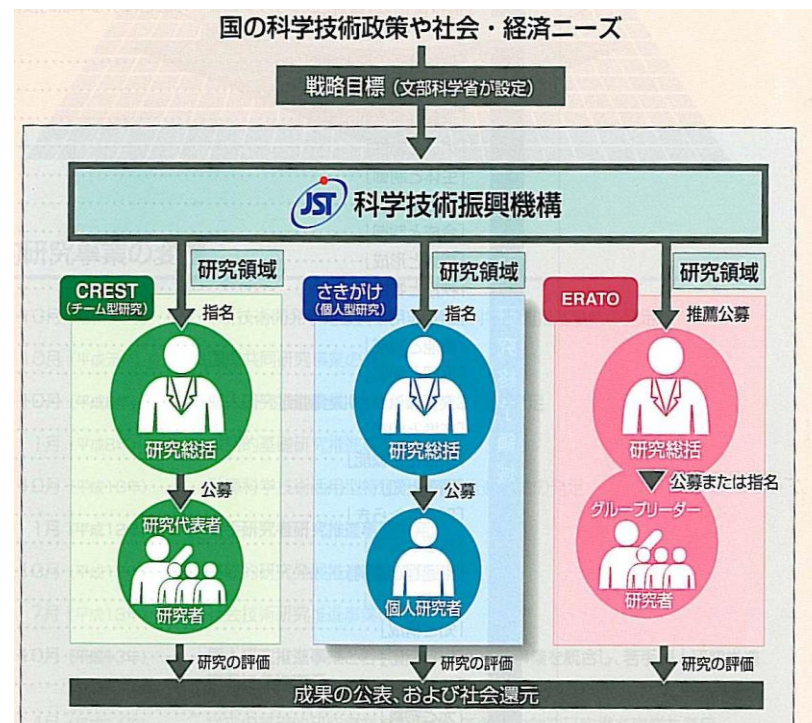 国の科学技術政策や社会・経済ニーズ
戦略目標（文部科学省が設定）
JST 科学技術振興機構
研究領域
研究領域
研究領域
CREST
（チーム型研究）
指名
研究総括
公募
研究代表者
研究者
研究の評価
さきがけ
（個人型研究）
指名
研究総括
公募
個人研究者
研究の評価
ERATO
推薦公募
研究総括
公募または指名
グループリーダー
研究者
研究の評価
成果の公表、および社会還元